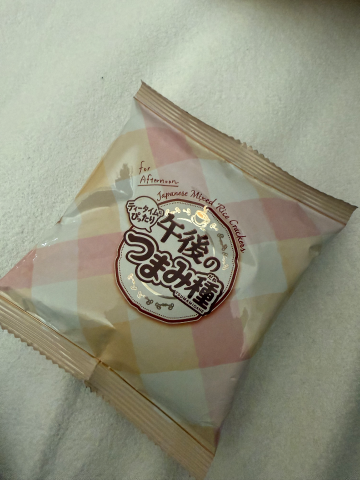 for
Afternoon
Japanese Mixed Rice Crackers
ティータイムに
ぴったり
午後の
つまみ種